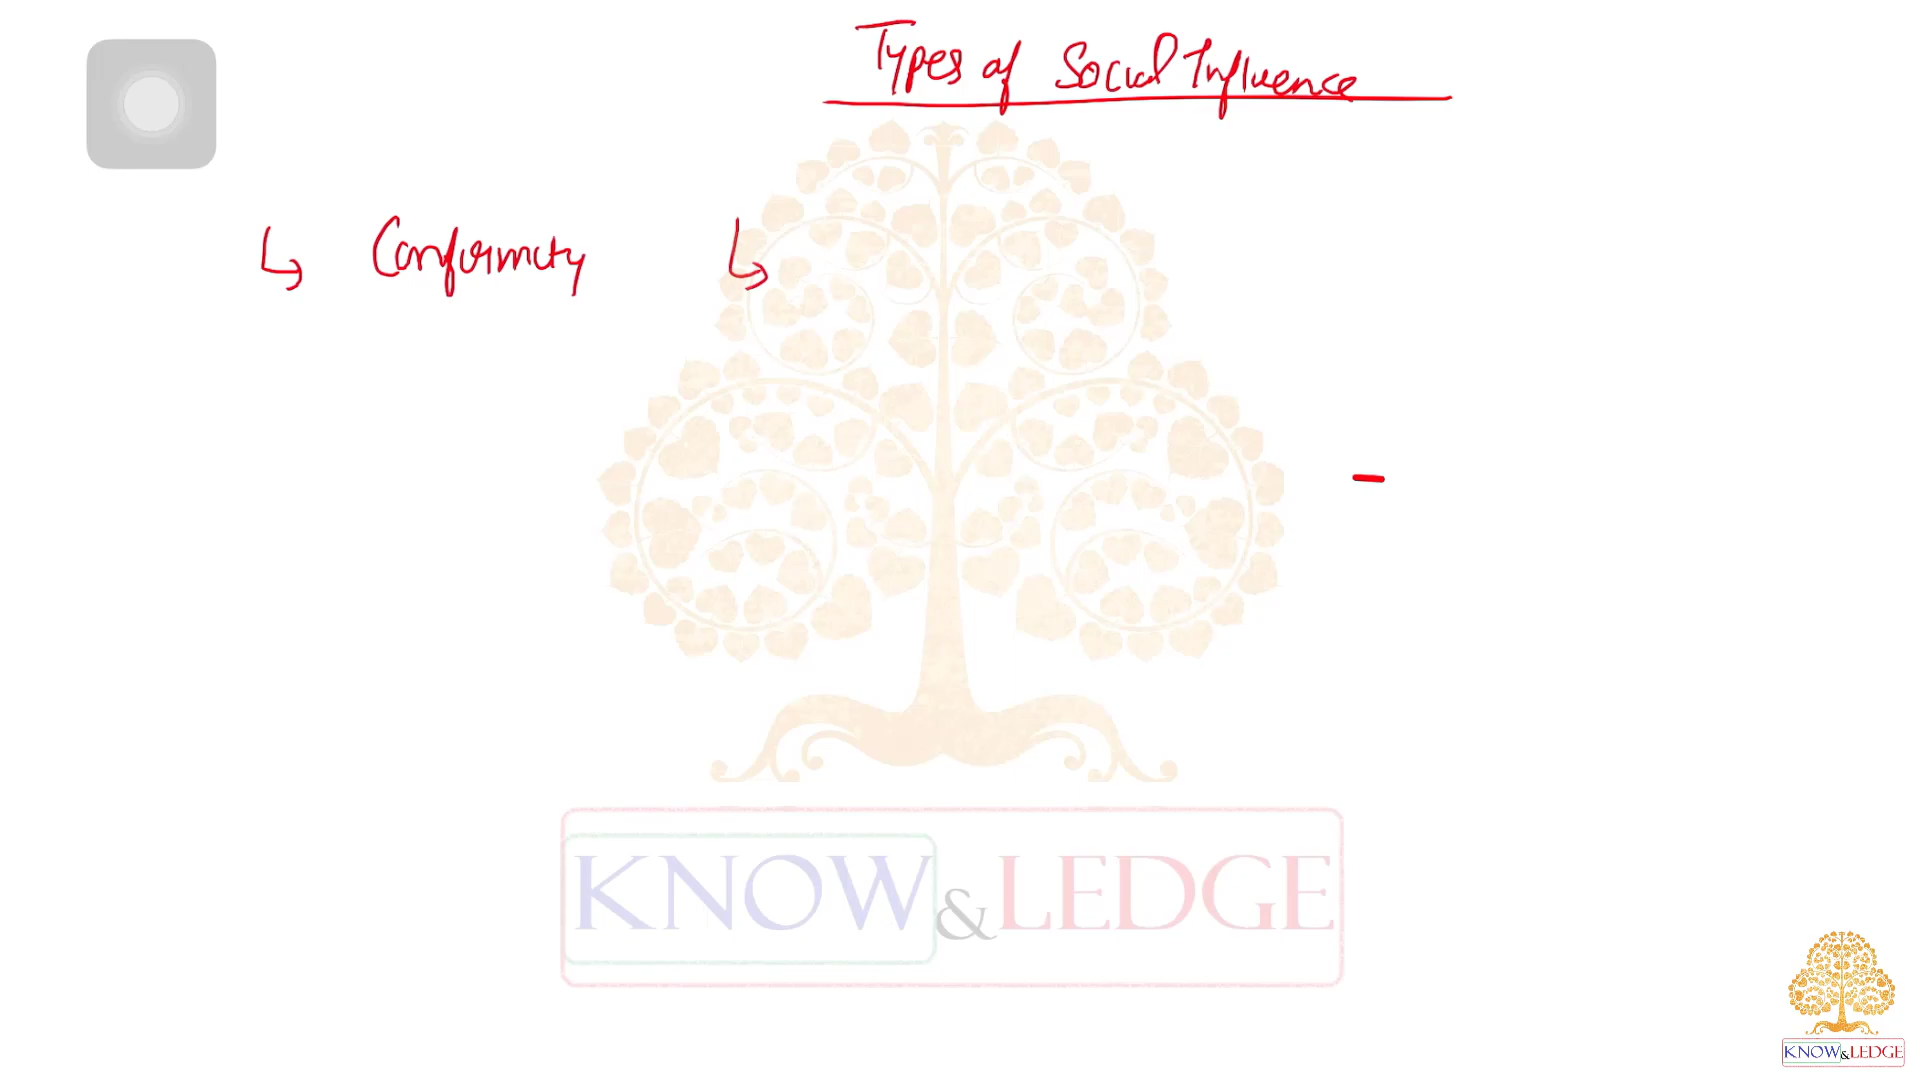 Types of Social Influence
↳ Conformity ↳
-
KNOW&LEDGE
KNOW&LEDGE